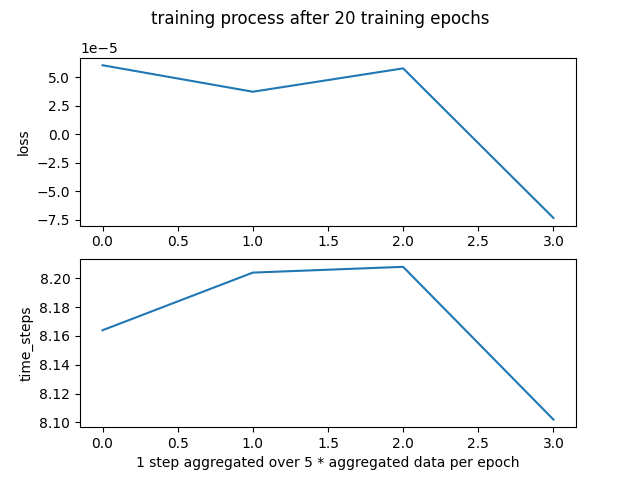 training process after 20 training epochs
1e−5
5.0
2.5
0.0
−2.5
−5.0
−7.5
loss
0.0 0.5 1.0 1.5 2.0 2.5 3.0
8.20
8.18
8.16
8.14
8.12
8.10
time_steps
0.0 0.5 1.0 1.5 2.0 2.5 3.0
1 step aggregated over 5 * aggregated data per epoch